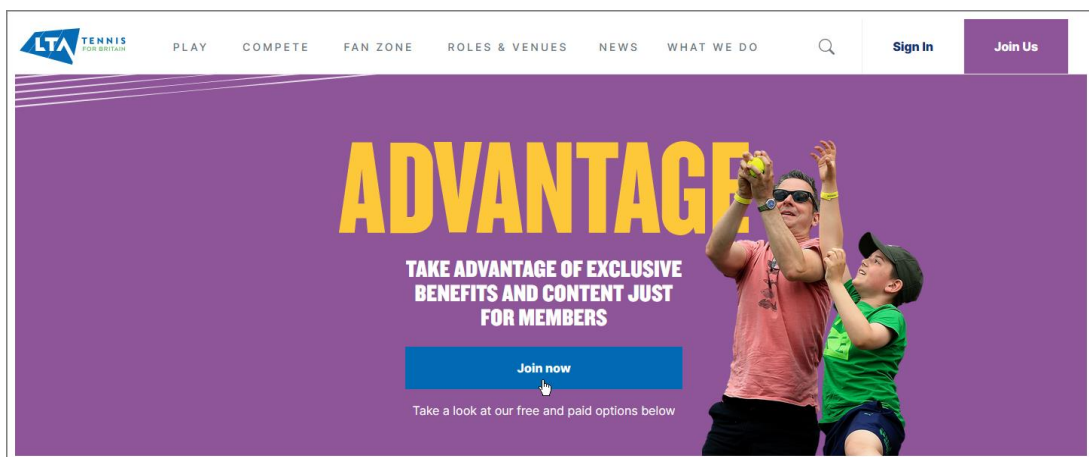 LTA TENNIS
FOR BRITAIN
PLAY COMPETE FAN ZONE ROLES & VENUES NEWS WHAT WE DO Sign In Join Us
ADVANTAGE
TAKE ADVANTAGE OF EXCLUSIVE
BENEFITS AND CONTENT JUST
FOR MEMBERS
Join now
Take a look at our free and paid options below